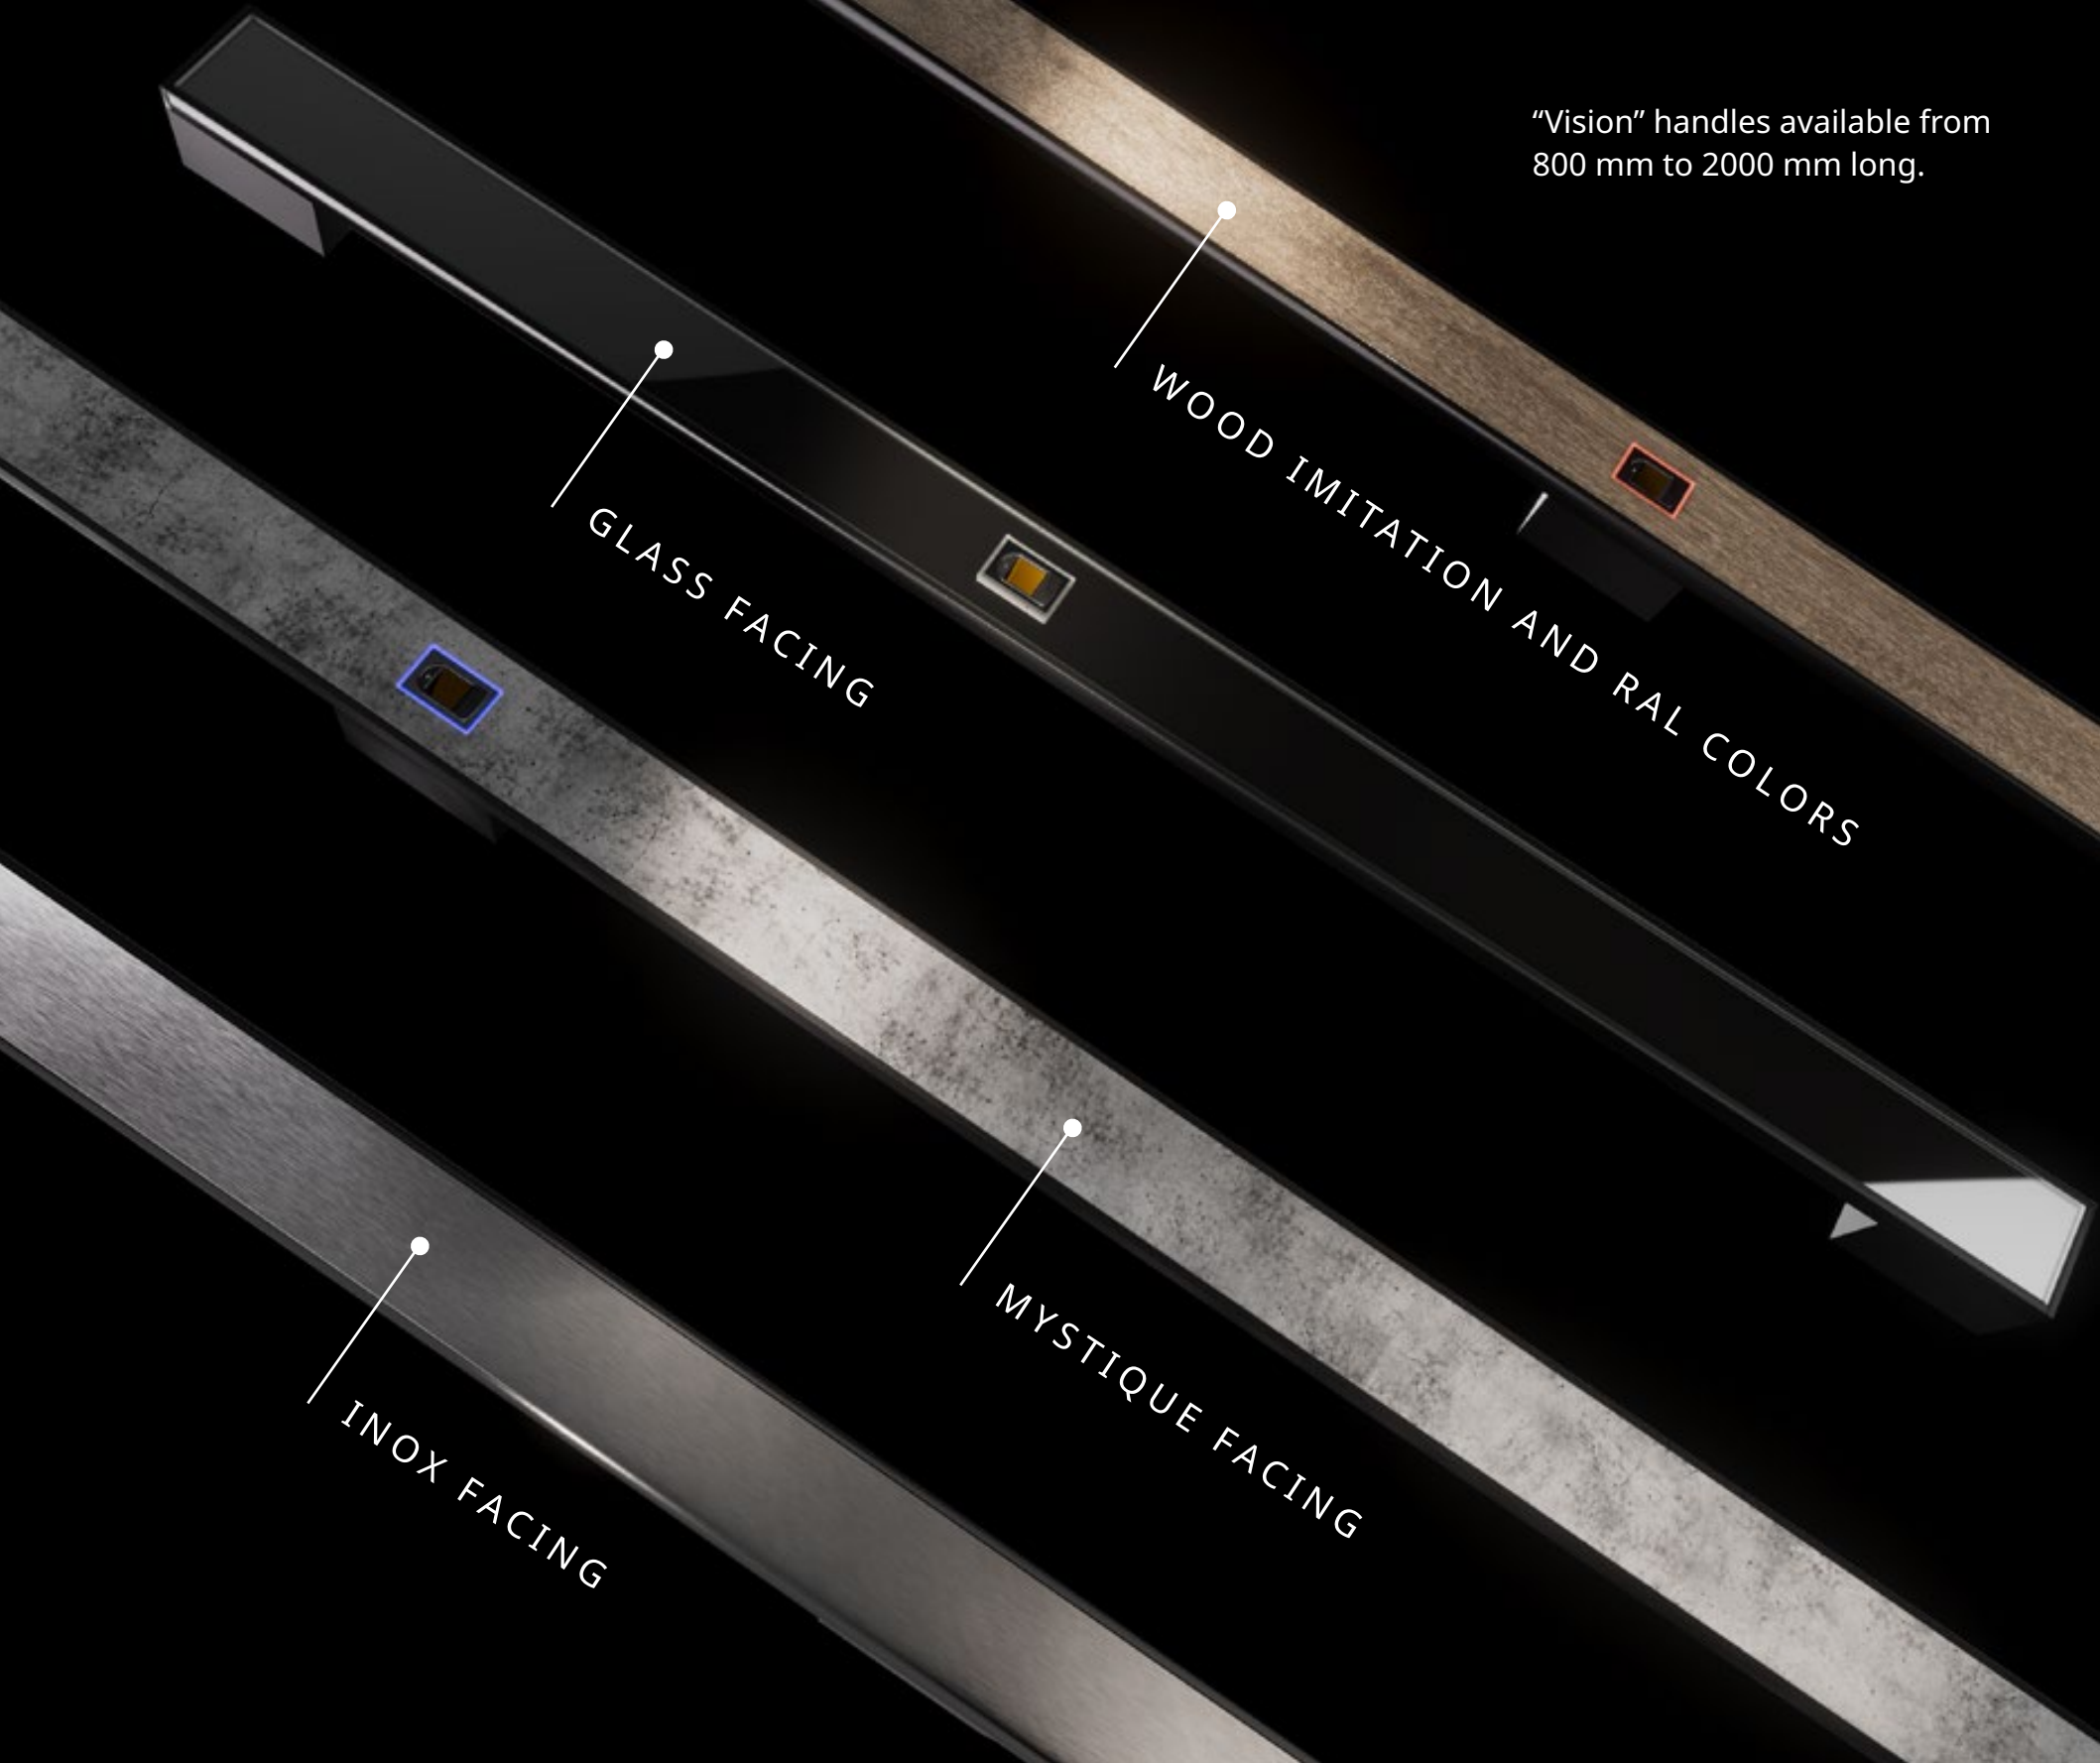 “Vision” handles available from
800 mm to 2000 mm long.
WOOD IMITATION AND RAL COLORS
GLASS FACING
MYSTIQUE FACING
INOX FACING